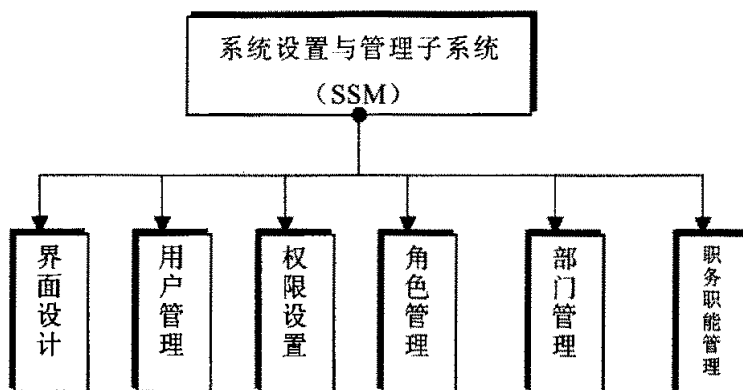 系统设置与管理子系统
（SSM）
界面设计
用户管理
权限设置
角色管理
部门管理
职务职能管理